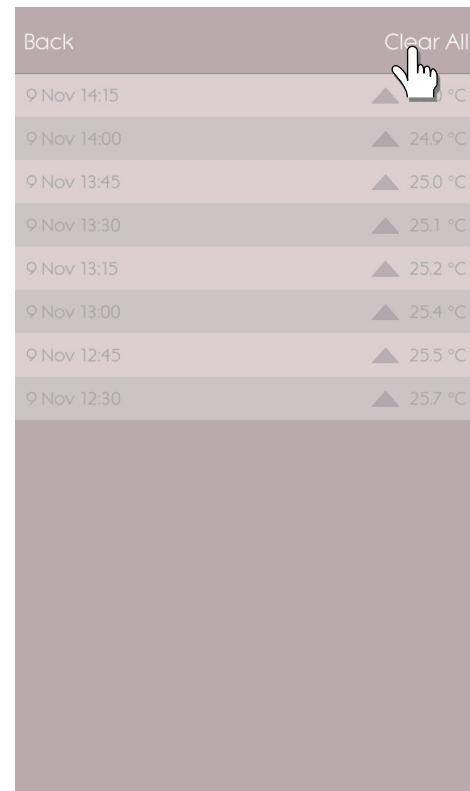 Back Clear All
9 Nov 14:15 °C
9 Nov 14:00 24.9 °C
9 Nov 13:45 25.0 °C
9 Nov 13:30 25.1 °C
9 Nov 13:15 25.2 °C
9 Nov 13:00 25.4 °C
9 Nov 12:45 25.5 °C
9 Nov 12:30 25.7 °C